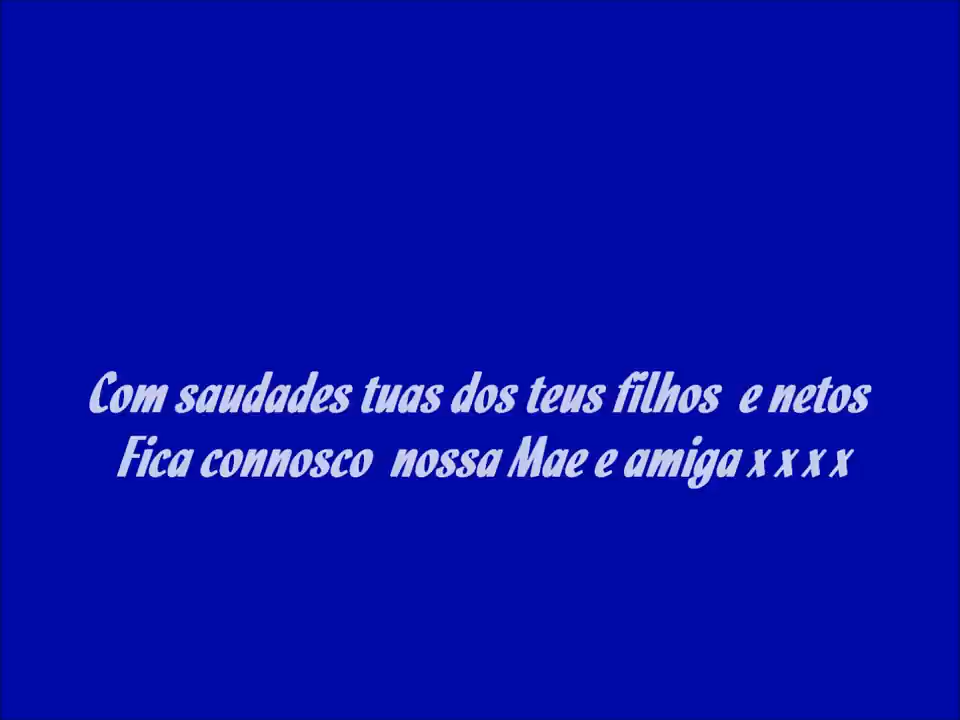 Com saudades tuas dos teus filhos e netos
Fica connosco nossa Mae e amiga x x x x